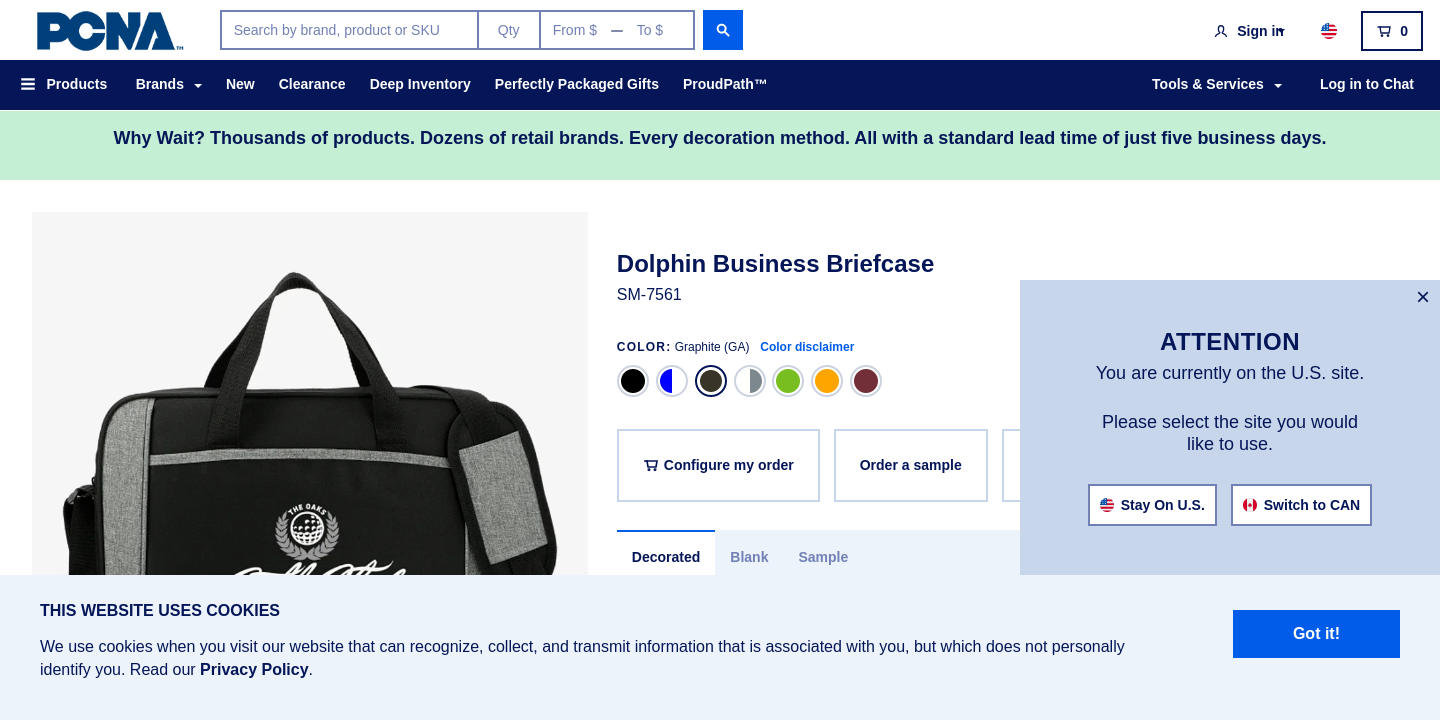 PCNA™
Search by brand, product or SKU
Qty
From $ — To $
Sign in
0
Products
Brands
New
Clearance
Deep Inventory
Perfectly Packaged Gifts
ProudPath™
Tools & Services
Log in to Chat
Why Wait? Thousands of products. Dozens of retail brands. Every decoration method. All with a standard lead time of just five business days.
THE OAKS
Dolphin Business Briefcase
SM-7561
COLOR: Graphite (GA) Color disclaimer
Configure my order
Order a sample
Decorated
Blank
Sample
×
ATTENTION
You are currently on the U.S. site.
Please select the site you would
like to use.
Stay On U.S.
Switch to CAN
THIS WEBSITE USES COOKIES
We use cookies when you visit our website that can recognize, collect, and transmit information that is associated with you, but which does not personally
identify you. Read our Privacy Policy.
Got it!